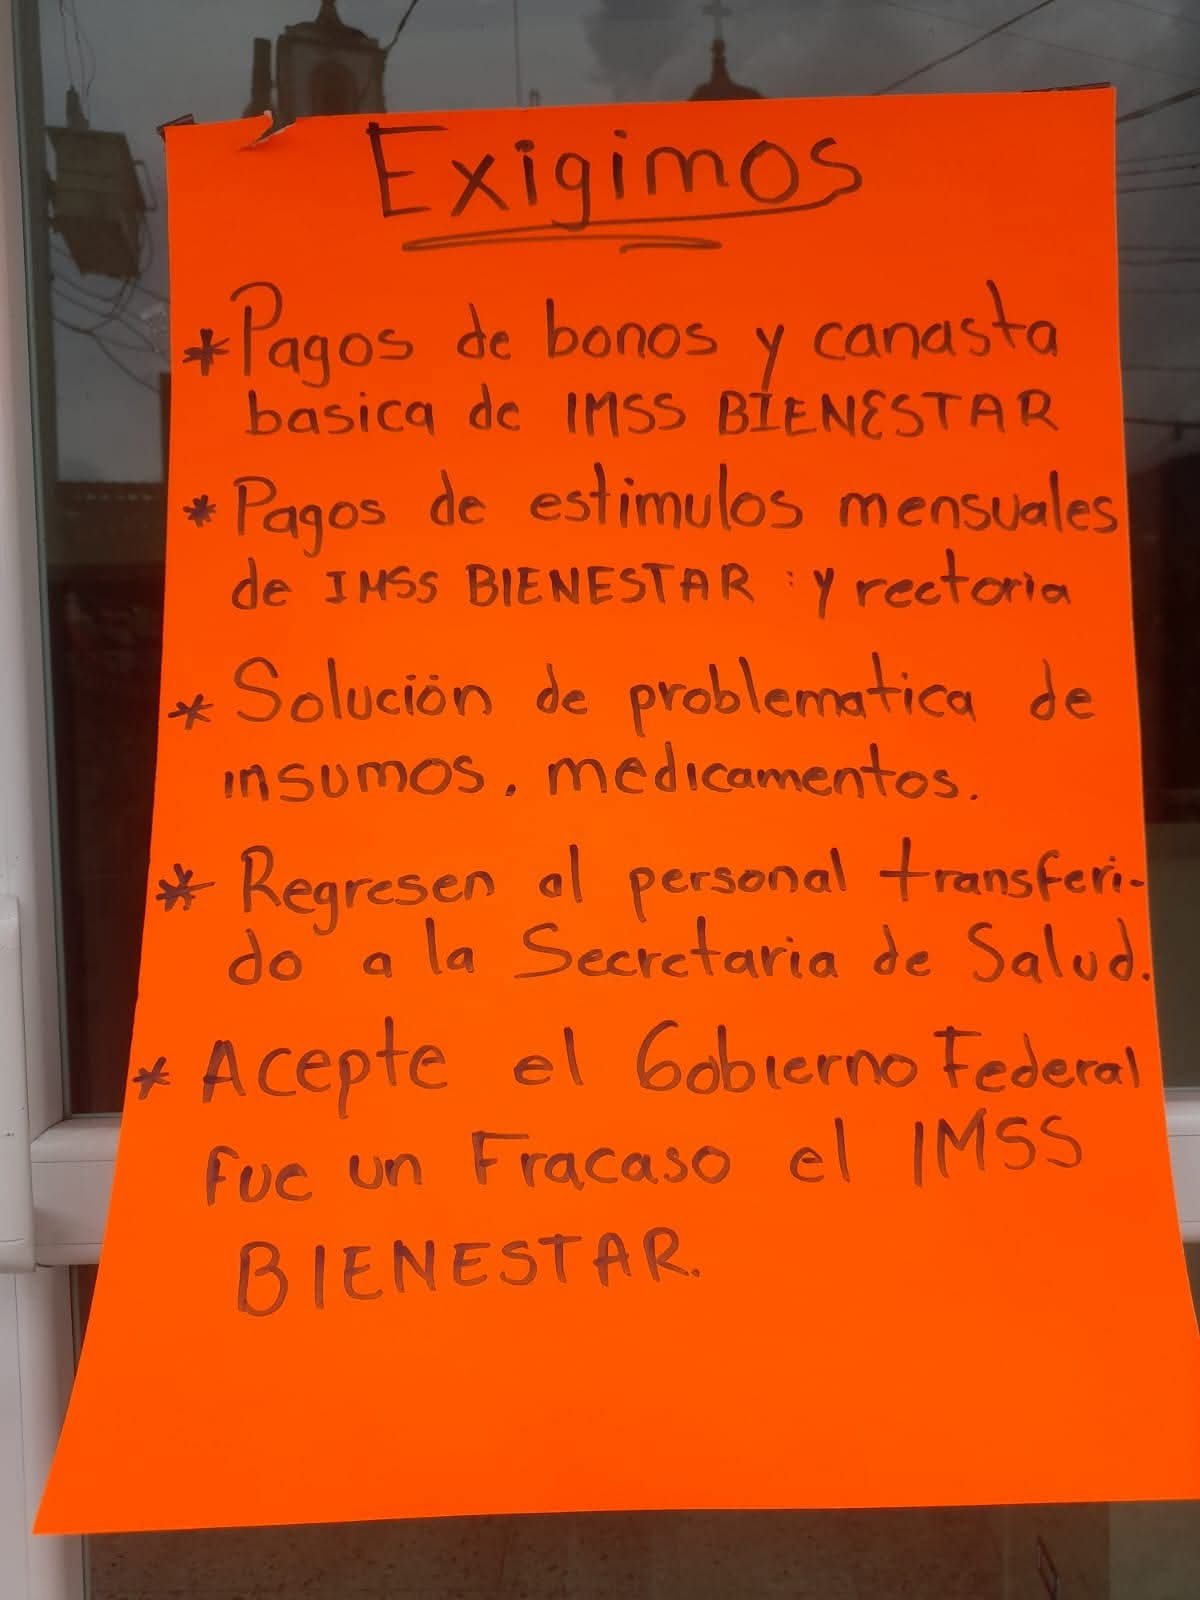 Exigimos
* Pagos de bonos y canasta
basica de IMSS BIENESTAR
* Pagos de estimulos mensuales
de IMSS BIENESTAR : y rectoria
* Solución de problematica de
insumos, medicamentos.
* Regresen al personal transferi-
do a la Secretaria de Salud.
* Acepte el Gobierno Federal
fue un Fracaso el IMSS
BIENESTAR.